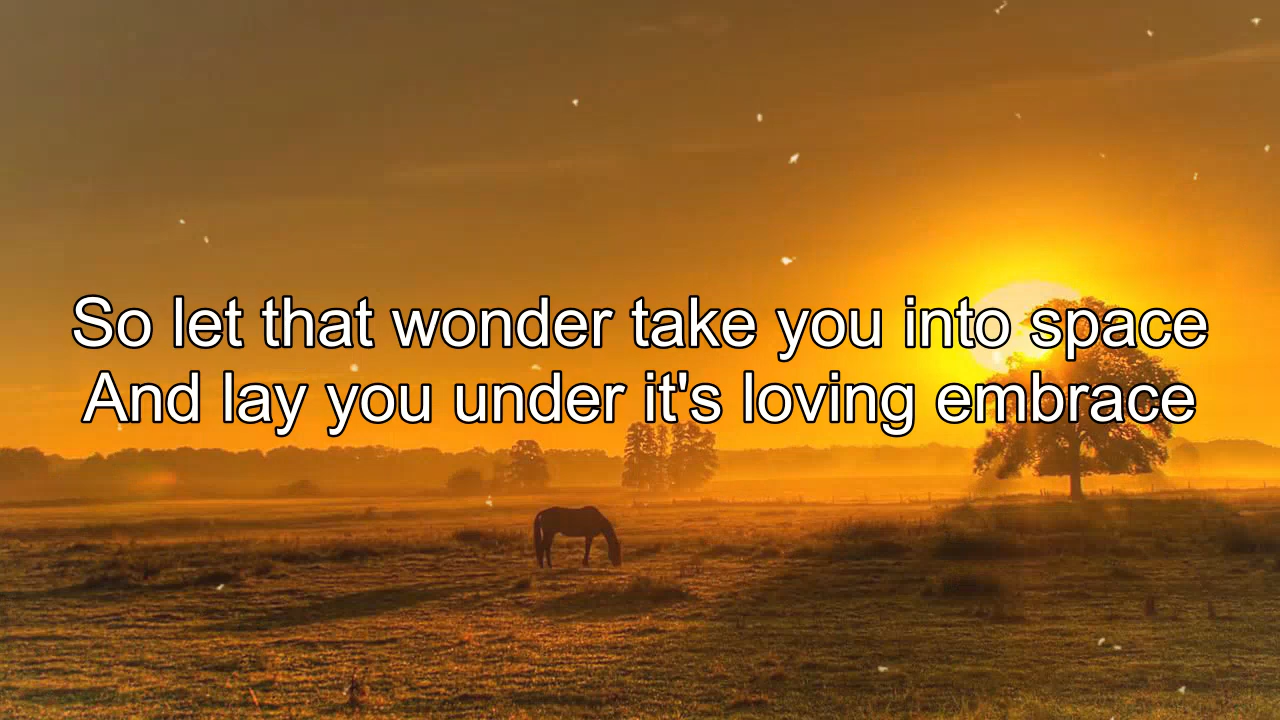 So let that wonder take you into space
And lay you under it's loving embrace